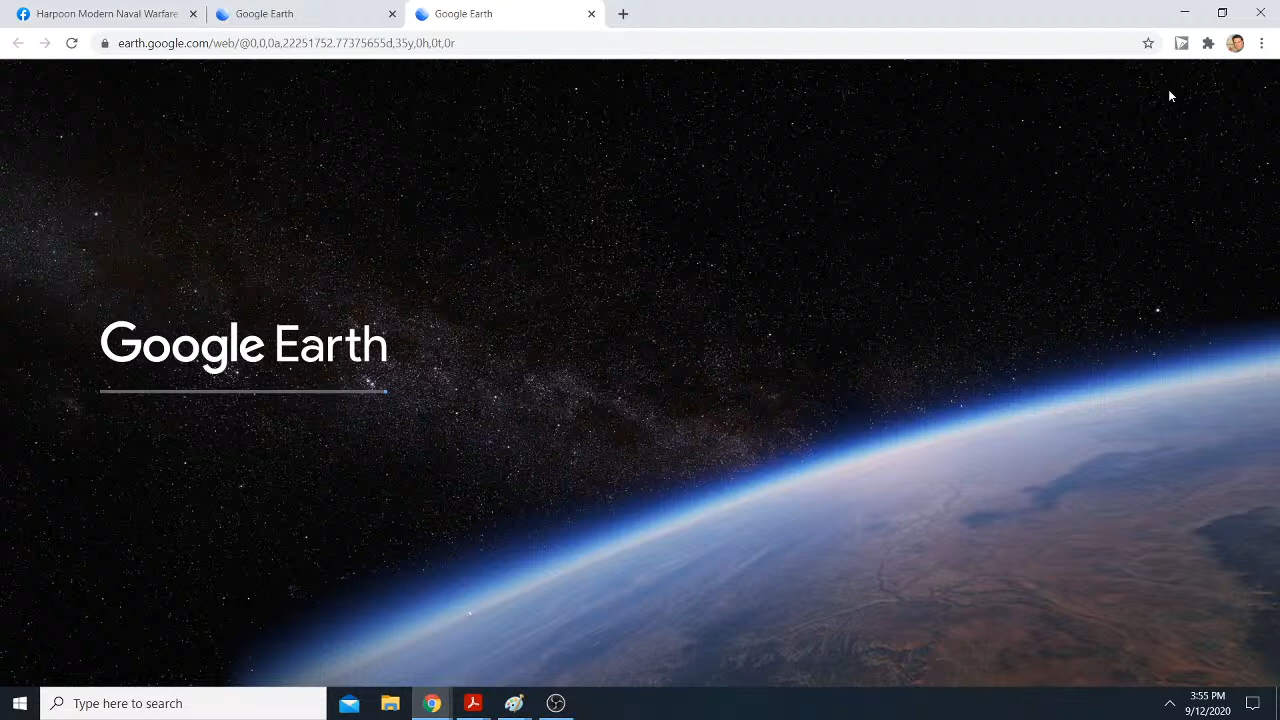 Harpoon Modern Naval Warfare
Google Earth
Google Earth
earth.google.com/web/@0,0,0a,22251752.77375655d,35y,0h,0t,0r
Google Earth
Type here to search
3:55 PM
9/12/2020